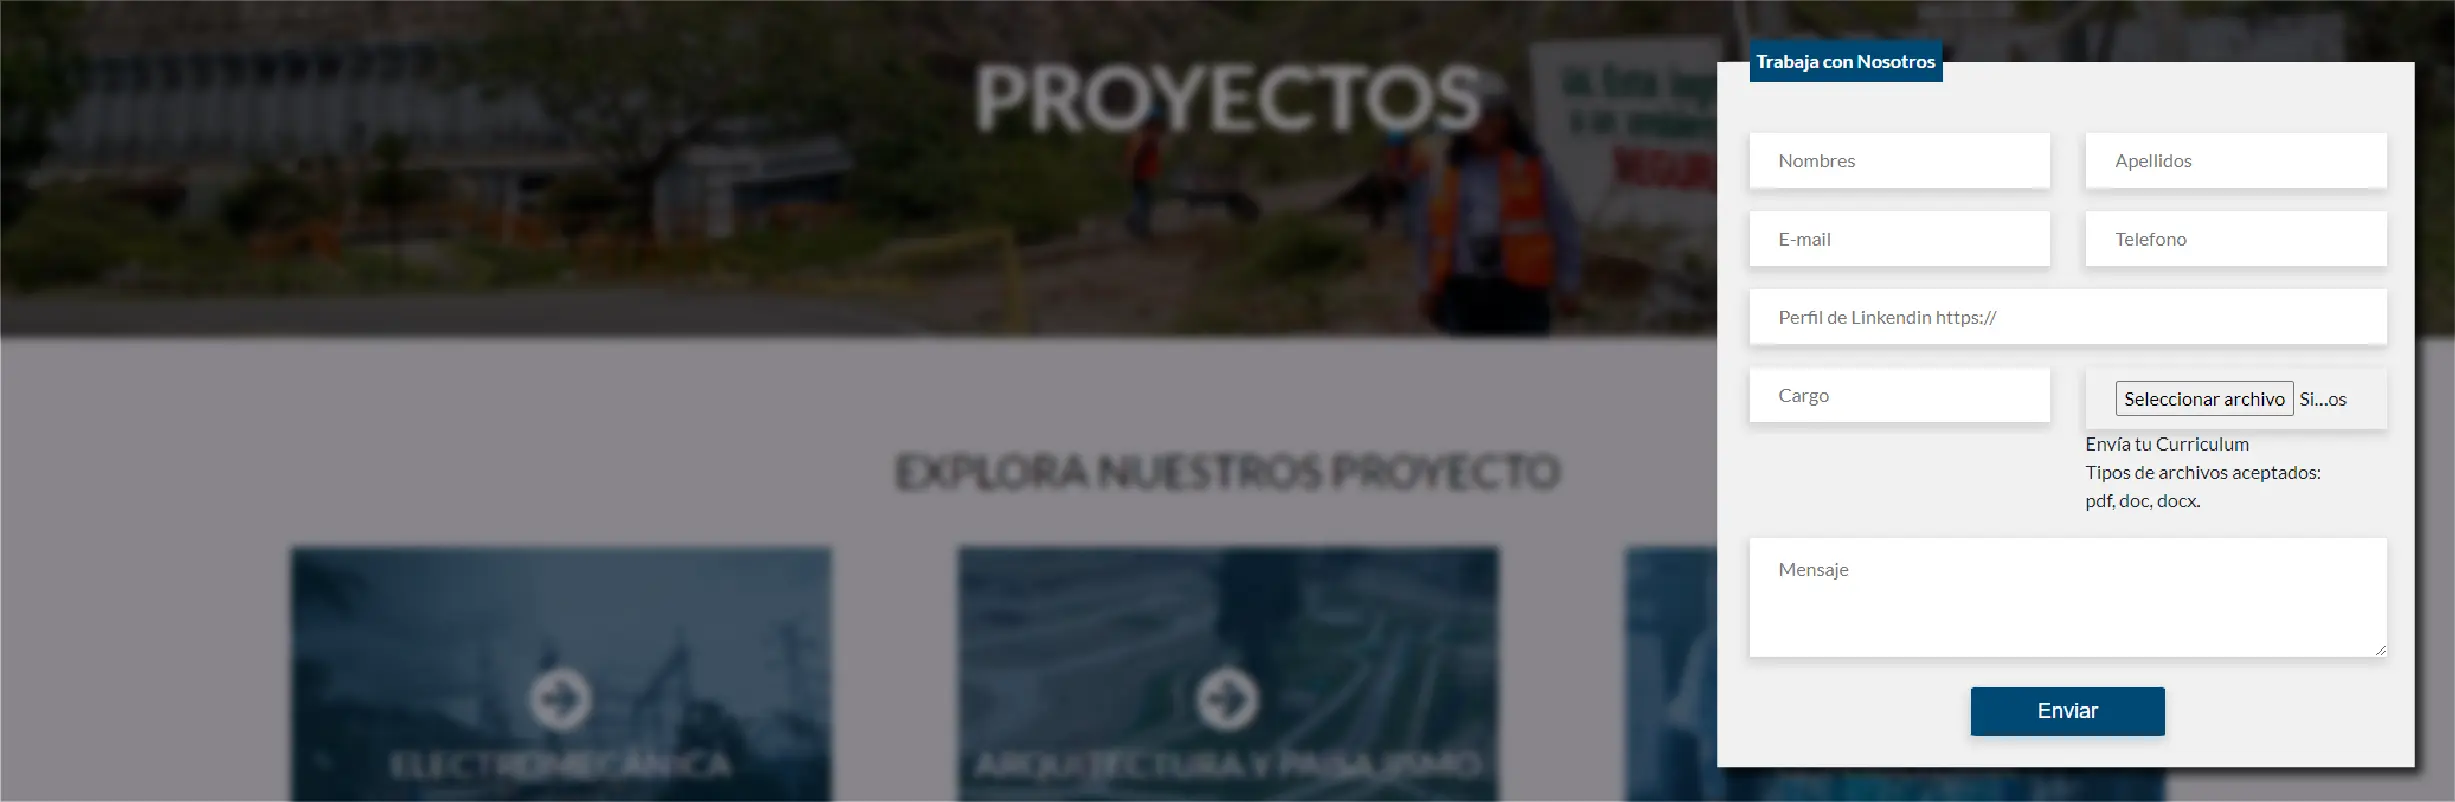 PROYECTOS
Trabaja con Nosotros
Nombres
Apellidos
E-mail
Telefono
Perfil de Linkendin https://
Cargo
Seleccionar archivo Si...os
Envía tu Curriculum
Tipos de archivos aceptados:
pdf, doc, docx.
Mensaje
Enviar
EXPLORA NUESTROS PROYECTO
ELECTROMECÁNICA
ARQUITECTURA Y PAISAJISMO